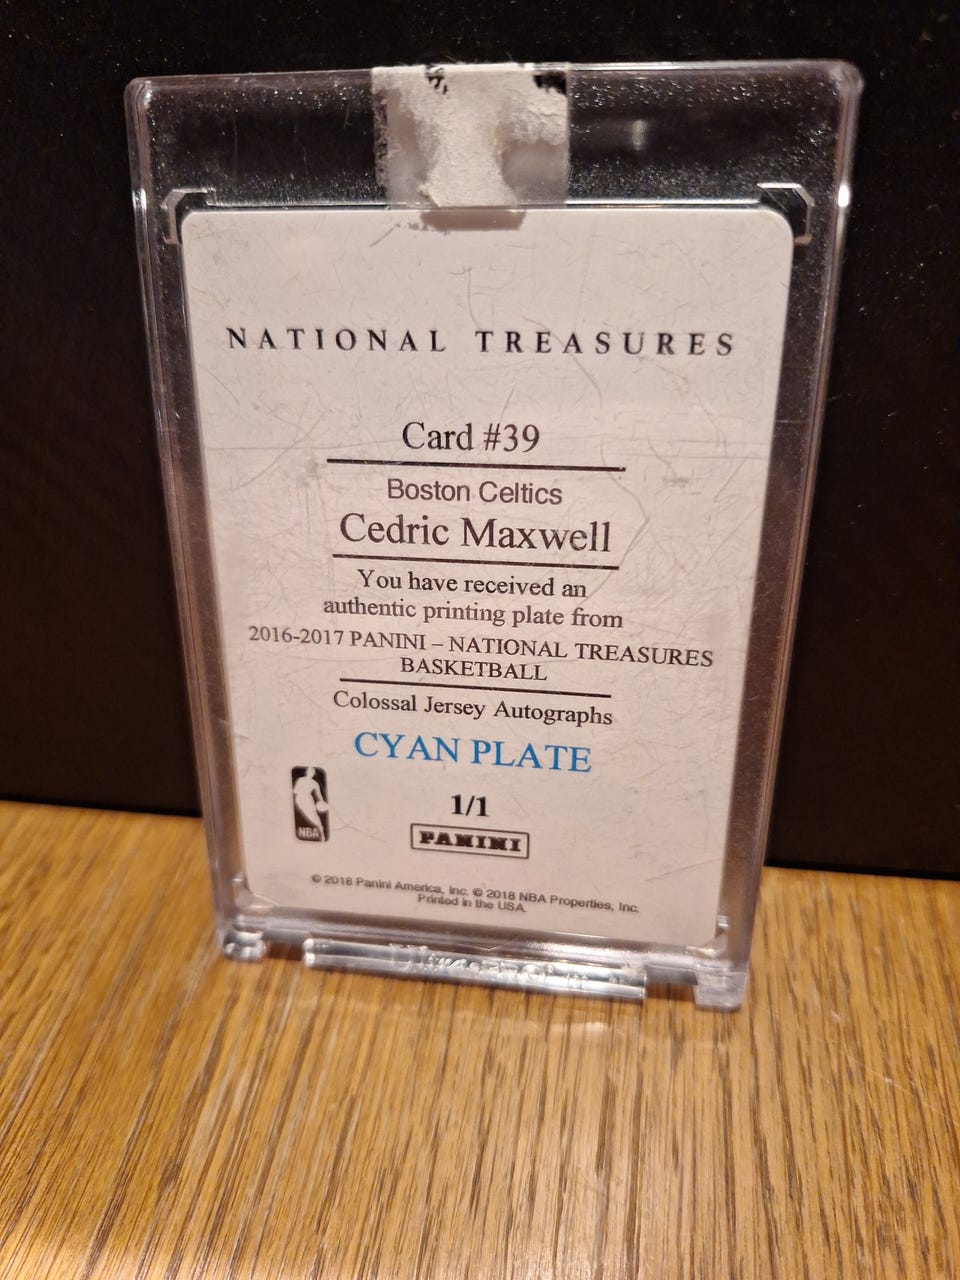 NATIONAL TREASURES
Card #39
Boston Celtics
Cedric Maxwell
You have received an
authentic printing plate from
2016-2017 PANINI – NATIONAL TREASURES
BASKETBALL
Colossal Jersey Autographs
CYAN PLATE
1/1
NBA
PANINI
© 2018 Panini America, Inc. © 2018 NBA Properties, Inc.
Printed in the USA.